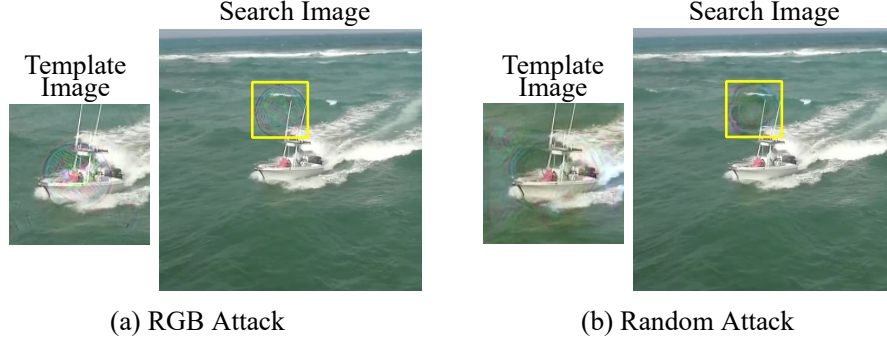 Search Image
Template
Image
(a) RGB Attack
Search Image
Template
Image
(b) Random Attack